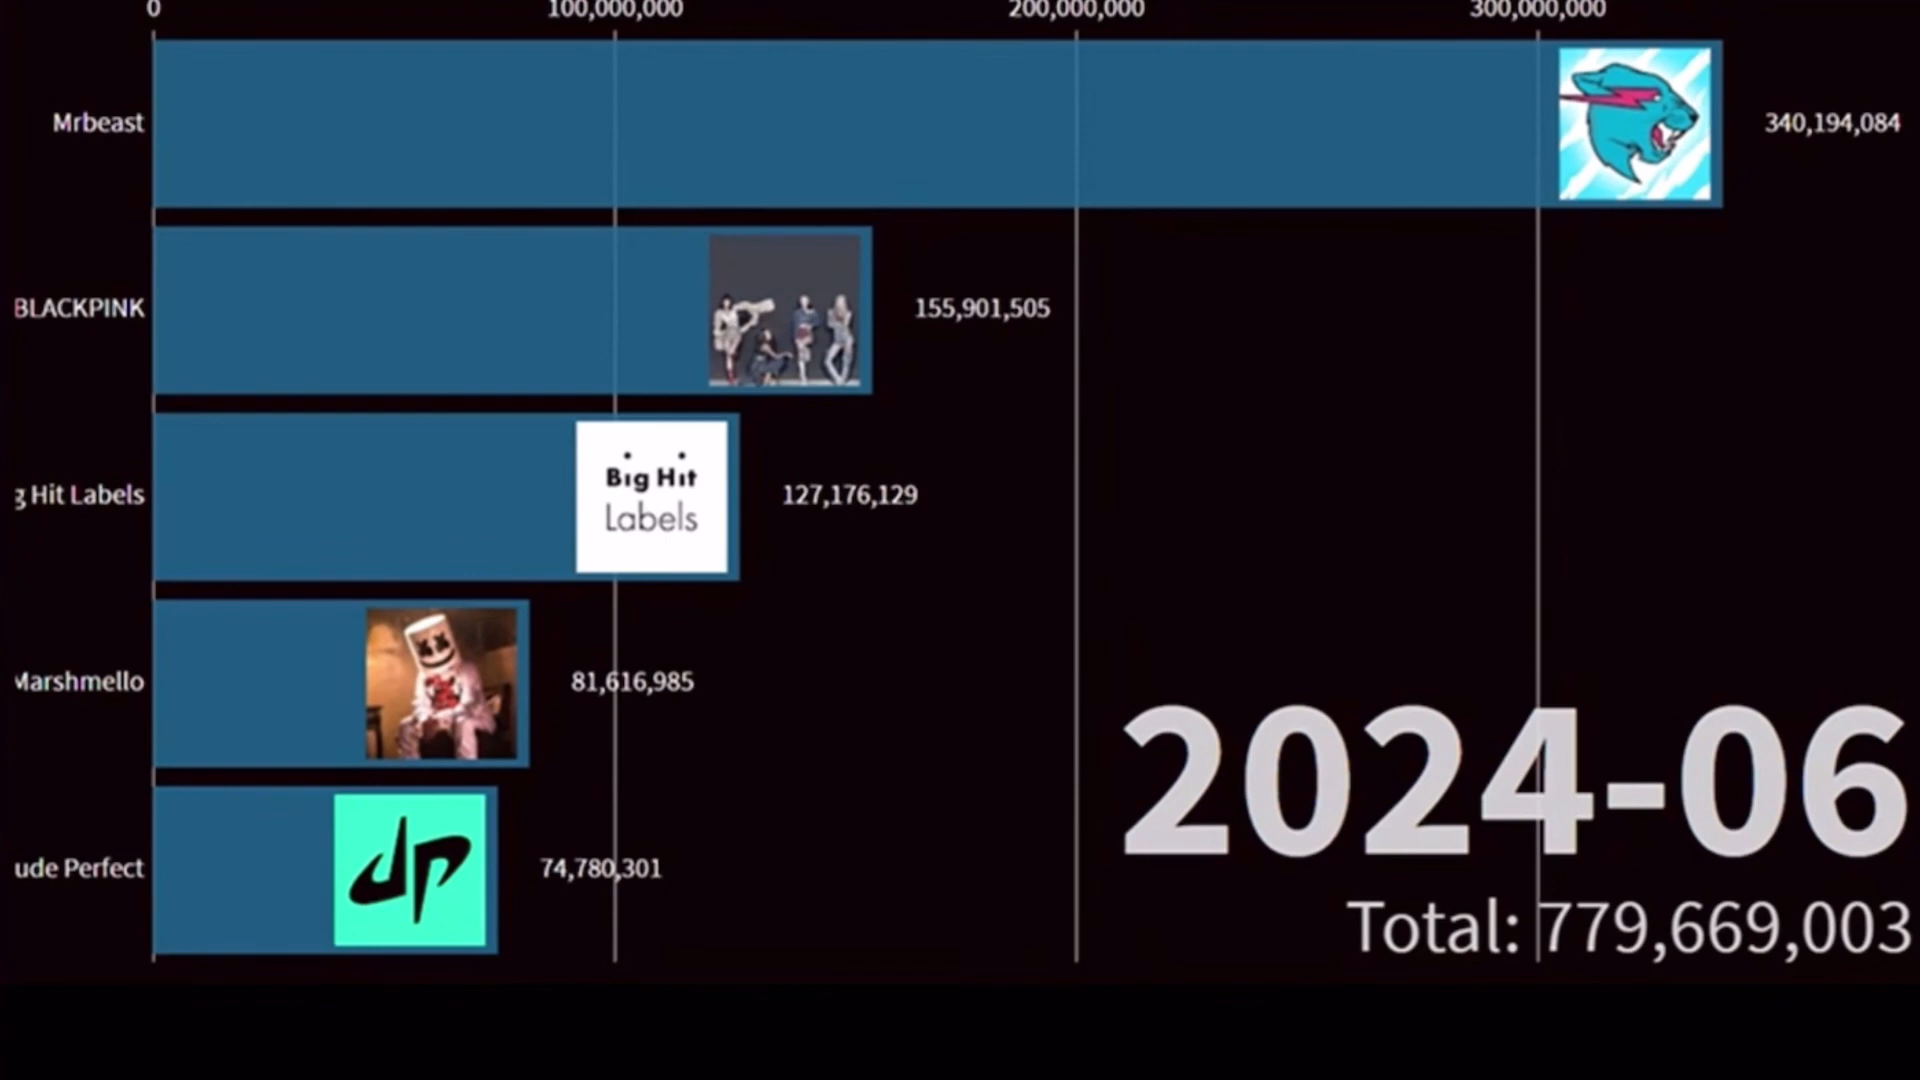 0 100,000,000 200,000,000 300,000,000
Mrbeast 340,194,084
BLACKPINK 155,901,505
Big Hit
Labels
g Hit Labels 127,176,129
Marshmello 81,616,985
2024-06
dp
ude Perfect 74,780,301
Total: 779,669,003